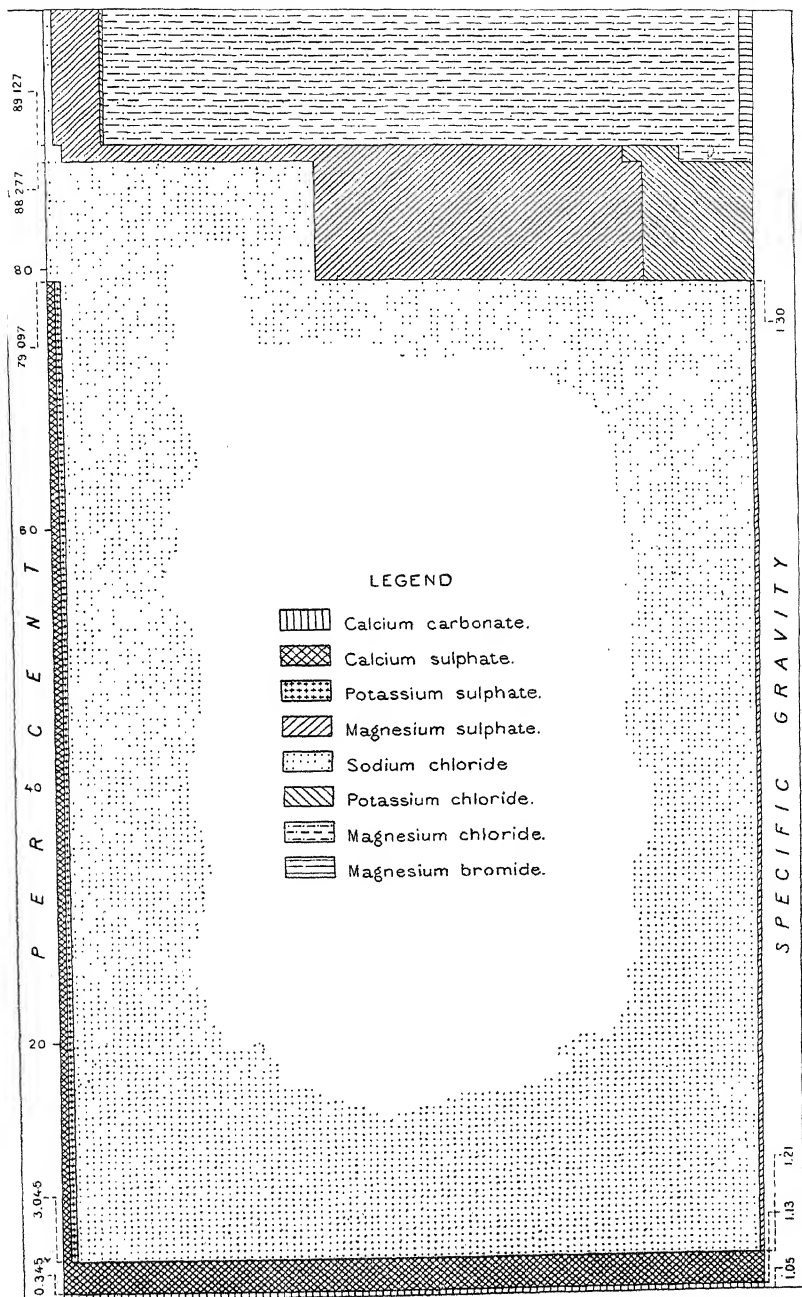 89 127
88 277
80
79 097
60
PER CENT
20
3.045
0.345
LEGEND
Calcium carbonate.
Calcium sulphate.
Potassium sulphate.
Magnesium sulphate.
Sodium chloride
Potassium chloride.
Magnesium chloride.
Magnesium bromide.
1.30
SPECIFIC GRAVITY
1.21
1.13
1.05